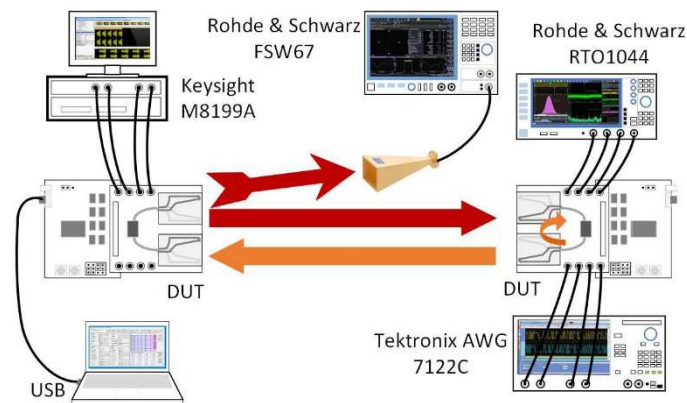 Rohde & Schwarz
FSW67
Rohde & Schwarz
RTO1044
Keysight
M8199A
DUT
DUT
Tektronix AWG
7122C
USB